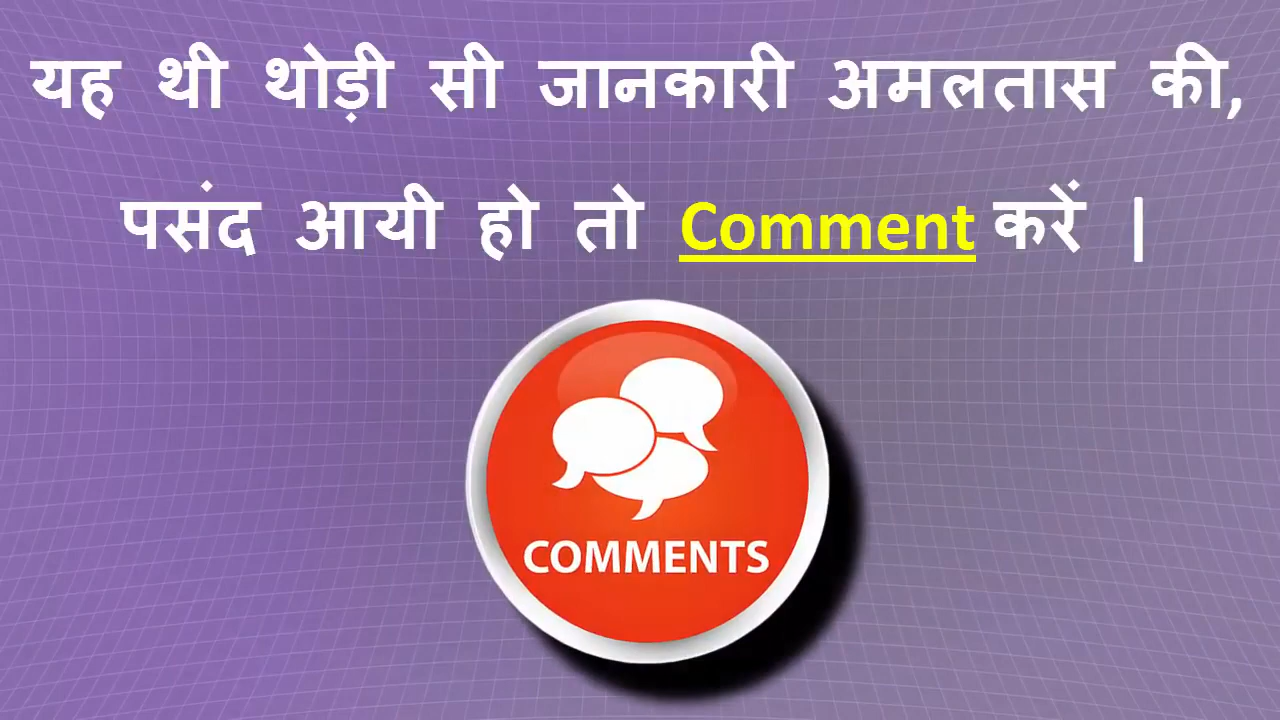 यह थी थोड़ी सी जानकारी अमलतास की,
पसंद आयी हो तो Comment करें |
COMMENTS